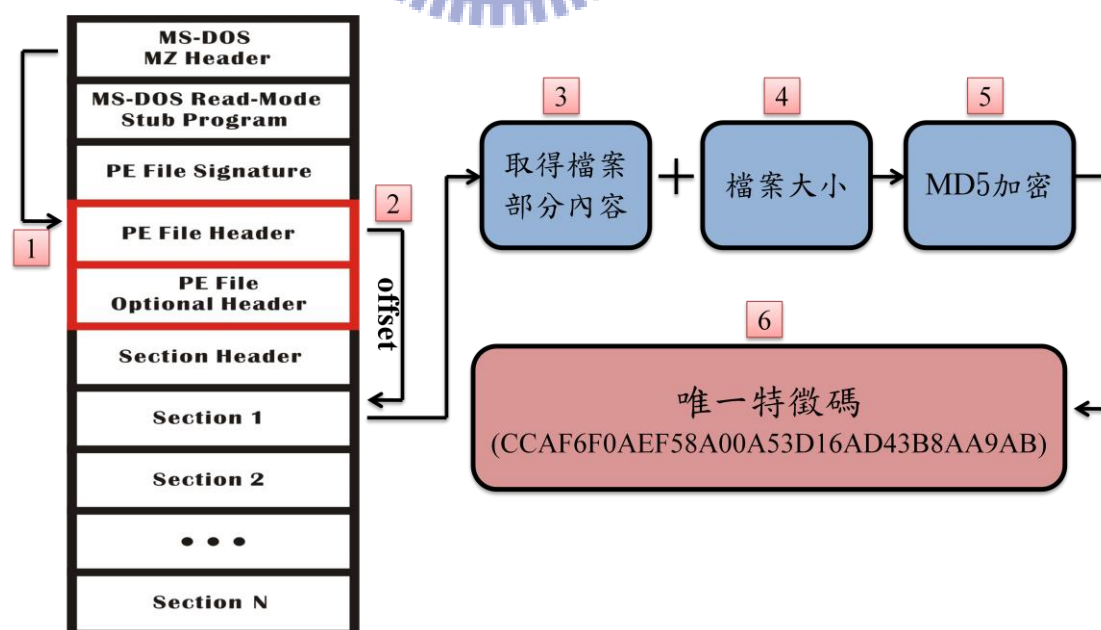 MS-DOS
MZ Header
MS-DOS Read-Mode
Stub Program
PE File Signature
PE File Header
PE File
Optional Header
Section Header
Section 1
Section 2
• • •
Section N
1
2
offset
3
取得檔案
部分內容
+
4
檔案大小
5
MD5加密
6
唯一特徵碼
(CCAF6F0AEF58A00A53D16AD43B8AA9AB)